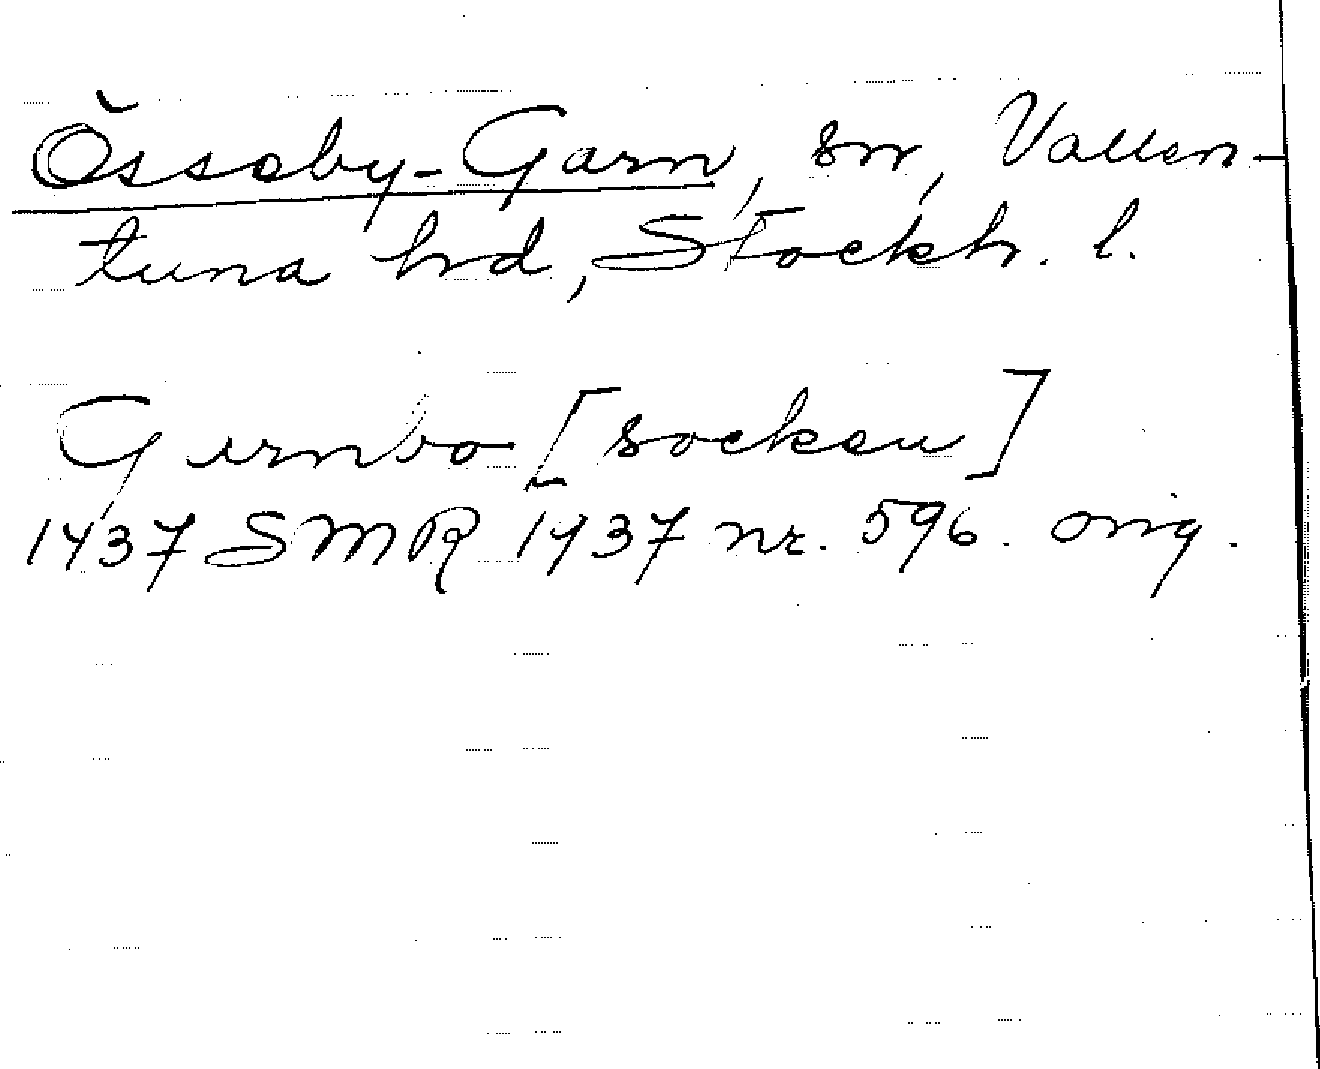 Össeby-Garn, sn, Vallen-
tuna hd, Stockh. l.
Gurnbo [socken]
1437 SMR 1437 nr. 596. orig.